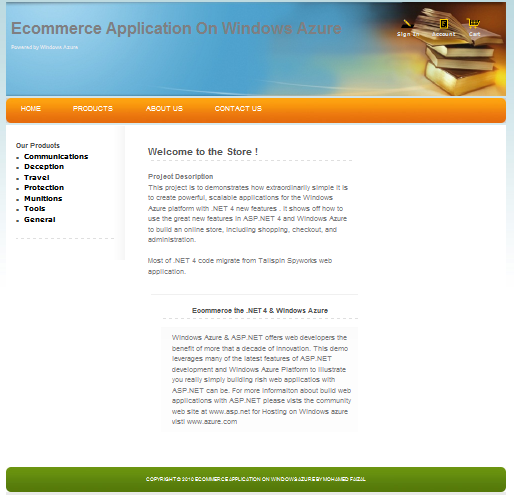 Ecommerce Application On Windows Azure
Powered by Windows Azure
Sign In Account Cart
HOME PRODUCTS ABOUT US CONTACT US
Our Products
Communications
Deception
Travel
Protection
Munitions
Tools
General
Welcome to the Store !
Project Description
This project is to demonstrates how extraordinarily simple it is
to create powerful, scalable applications for the Windows
Azure platform with .NET 4 new features . It shows off how to
use the great new features in ASP.NET 4 and Windows Azure
to build an online store, including shopping, checkout, and
administration.
Most of .NET 4 code migrate from Tailspin Spyworks web
application.
Ecommerce the .NET4 & Windows Azure
Windows Azure & ASP.NET offers web developers the
benefit of more that a decade of innovation. This demo
leverages many of the latest features of ASP.NET
development and Windows Azure Platform to illustrate
you really simply building rish web applicatios with
ASP.NET can be. For more informaiton about build web
applications with ASP.NET please vists the community
web site at www.asp.net for Hosting on Windows azure
visti www.azure.com
COPYRIGHT © 2010 ECOMMERCE APPLICATION ON WINDOWS AZURE BY MOHAMED FAIZAL